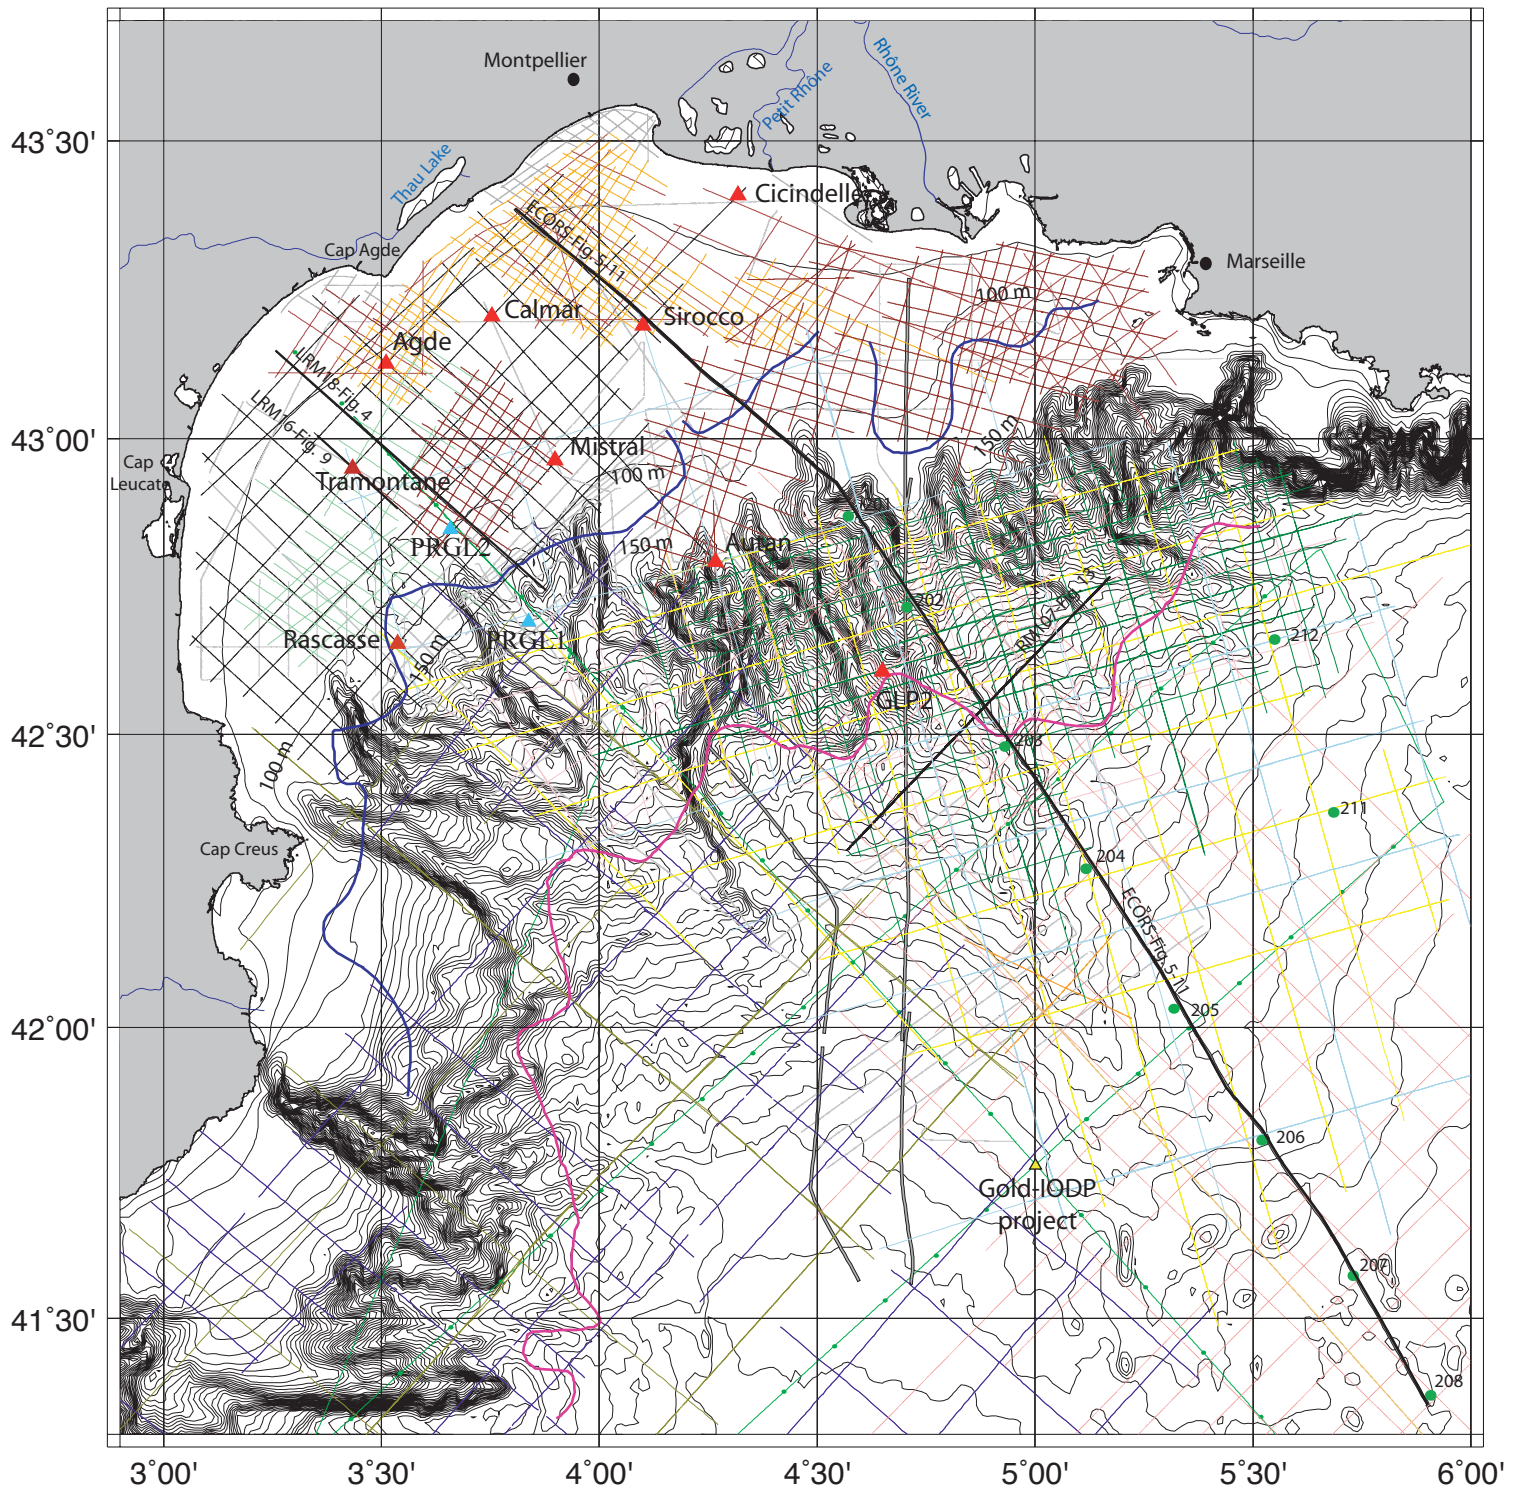 Montpellier
Rhône River
Petit Rhône
43°30'
Thau Lake
Cicindelle
ECORS-Fig.5-11
Cap Agde
Marseille
100 m
Calmar
Sirocco
Agde
LRM18-Fig. 4
LRM16-Fig. 9
43°00'
150 m
Mistral
Cap
Leucate
100 m
Tramontane
201
PRGL2
150 m
Autan
202
212
Rascasse
PRGL1
150 m
GLP2
42°30'
203
100 m
211
Cap Creus
204
ECORS-Fig.5-11
42°00'
205
206
Gold-IODP
project
207
41°30'
208
3°00'
3°30'
4°00'
4°30'
5°00'
5°30'
6°00'